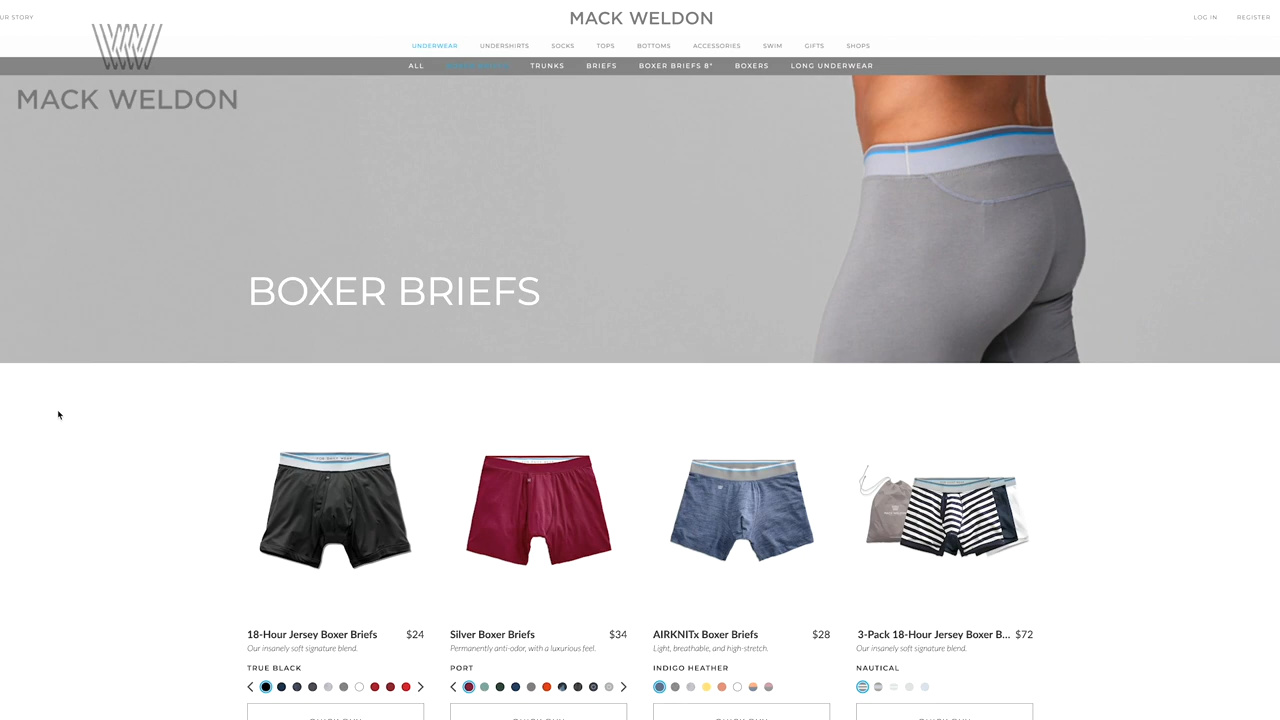 UR STORY
MACK WELDON
LOG IN
REGISTER
UNDERWEAR
UNDERSHIRTS
SOCKS
TOPS
BOTTOMS
ACCESSORIES
SWIM
GIFTS
SHOPS
ALL
TRUNKS
BRIEFS
BOXER BRIEFS 8"
BOXERS
LONG UNDERWEAR
MACK WELDON
BOXER BRIEFS
18-Hour Jersey Boxer Briefs
$24
Our insanely soft signature blend.
TRUE BLACK
Silver Boxer Briefs
$34
Permanently anti-odor, with a luxurious feel.
PORT
AIRKNITx Boxer Briefs
$28
Light, breathable, and high-stretch.
INDIGO HEATHER
3-Pack 18-Hour Jersey Boxer B...
$72
Our insanely soft signature blend.
NAUTICAL